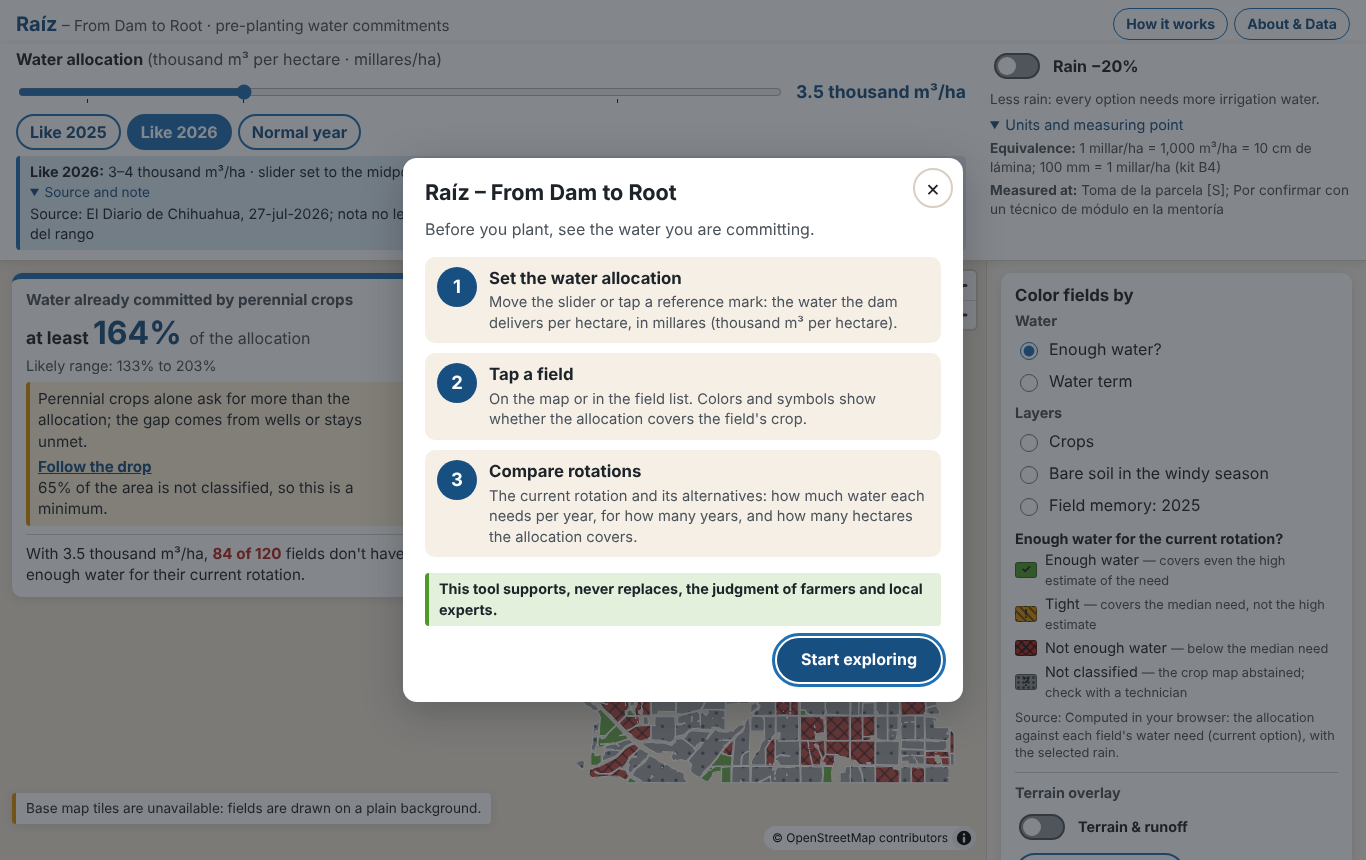 Raíz – From Dam to Root · pre-planting water commitments
How it works
About & Data
Water allocation (thousand m³ per hectare · millares/ha)
3.5 thousand m³/ha
Like 2025
Like 2026
Normal year
Like 2026: 3–4 thousand m³/ha · slider set to the midp
▼ Source and note
Source: El Diario de Chihuahua, 27-jul-2026; nota no le
del rango
Rain −20%
Less rain: every option needs more irrigation water.
▼ Units and measuring point
Equivalence: 1 millar/ha = 1,000 m³/ha = 10 cm de
lámina; 100 mm = 1 millar/ha (kit B4)
Measured at: Toma de la parcela [S]; Por confirmar con
un técnico de módulo en la mentoría
Water already committed by perennial crops
at least 164% of the allocation
Likely range: 133% to 203%
Perennial crops alone ask for more than the
allocation; the gap comes from wells or stays
unmet.
Follow the drop
65% of the area is not classified, so this is a
minimum.
With 3.5 thousand m³/ha, 84 of 120 fields don't have
enough water for their current rotation.
Raíz – From Dam to Root
×
Before you plant, see the water you are committing.
1
Set the water allocation
Move the slider or tap a reference mark: the water the dam
delivers per hectare, in millares (thousand m³ per hectare).
2
Tap a field
On the map or in the field list. Colors and symbols show
whether the allocation covers the field's crop.
3
Compare rotations
The current rotation and its alternatives: how much water each
needs per year, for how many years, and how many hectares
the allocation covers.
This tool supports, never replaces, the judgment of farmers and local
experts.
Start exploring
Color fields by
Water
Enough water?
Water term
Layers
Crops
Bare soil in the windy season
Field memory: 2025
Enough water for the current rotation?
Enough water — covers even the high
estimate of the need
Tight — covers the median need, not the high
estimate
Not enough water — below the median need
Not classified — the crop map abstained;
check with a technician
Source: Computed in your browser: the allocation
against each field's water need (current option), with
the selected rain.
Terrain overlay
Terrain & runoff
Base map tiles are unavailable: fields are drawn on a plain background.
© OpenStreetMap contributors